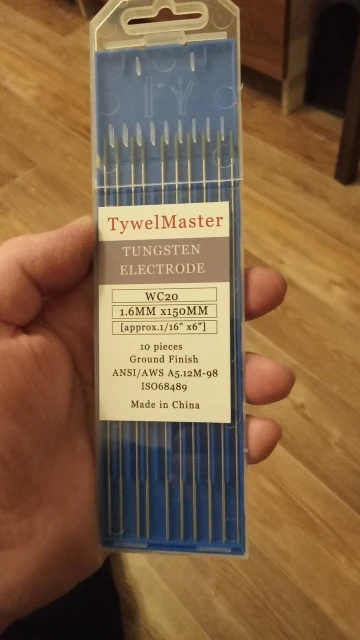 TywelMaster
TUNGSTEN
ELECTRODE
WC20
1.6MM x150MM
[approx.1/16" x6"]
10 pieces
Ground Finish
ANSI/AWS A5.12M-98
ISO68489
Made in China